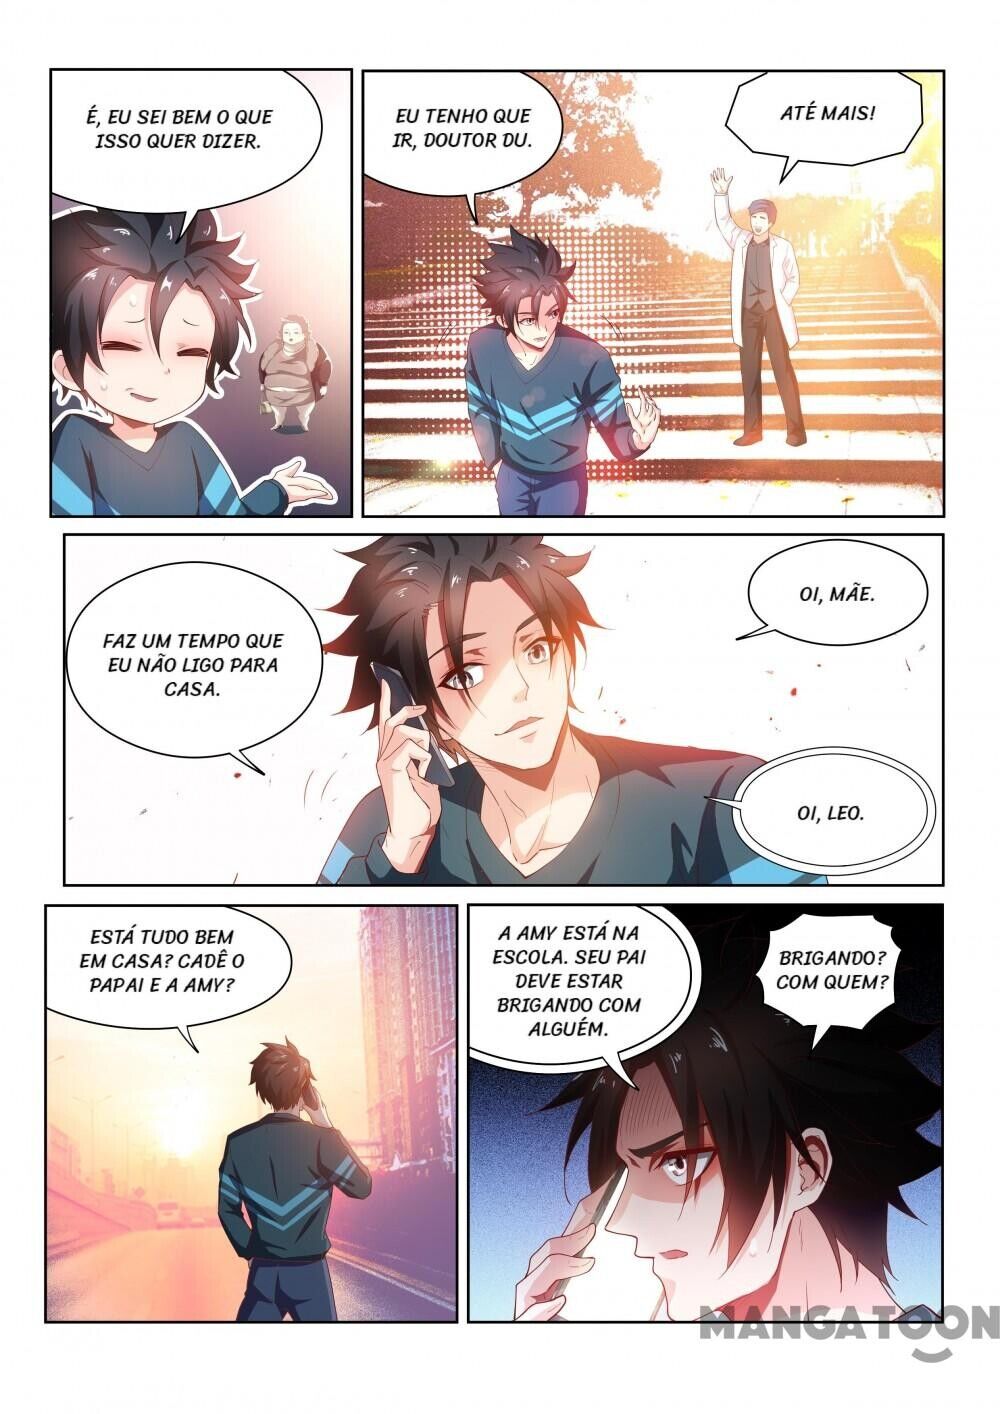 É, EU SEI BEM O QUE
ISSO QUER DIZER.
EU TENHO QUE
IR, DOUTOR DU.
ATÉ MAIS!
FAZ UM TEMPO QUE
EU NÃO LIGO PARA
CASA.
OI, MÃE.
OI, LEO.
ESTÁ TUDO BEM
EM CASA? CADÊ O
PAPAI E A AMY?
A AMY ESTÁ NA
ESCOLA. SEU PAI
DEVE ESTAR
BRIGANDO COM
ALGUÉM.
BRIGANDO?
COM QUEM?
MANGATOON